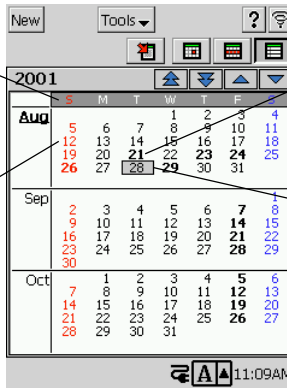 New Tools ?
2001
S M T W T F S
Aug 1 2 3 4
5 6 7 8 9 10 11
12 13 14 15 16 17 18
19 20 21 22 23 24 25
26 27 28 29 30 31
Sep 1
2 3 4 5 6 7 8
9 10 11 12 13 14 15
16 17 18 19 20 21 22
23 24 25 26 27 28 29
30
Oct 1 2 3 4 5 6
7 8 9 10 11 12 13
14 15 16 17 18 19 20
21 22 23 24 25 26 27
28 29 30 31
A 11:09AM